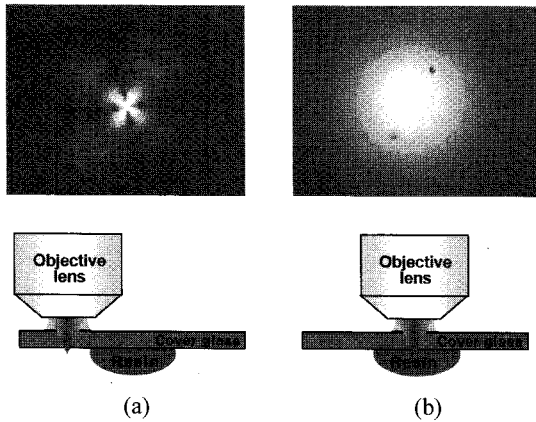 Objective
lens
Cover glass
Resin
Objective
lens
Cover glass
Resin
(a)
(b)